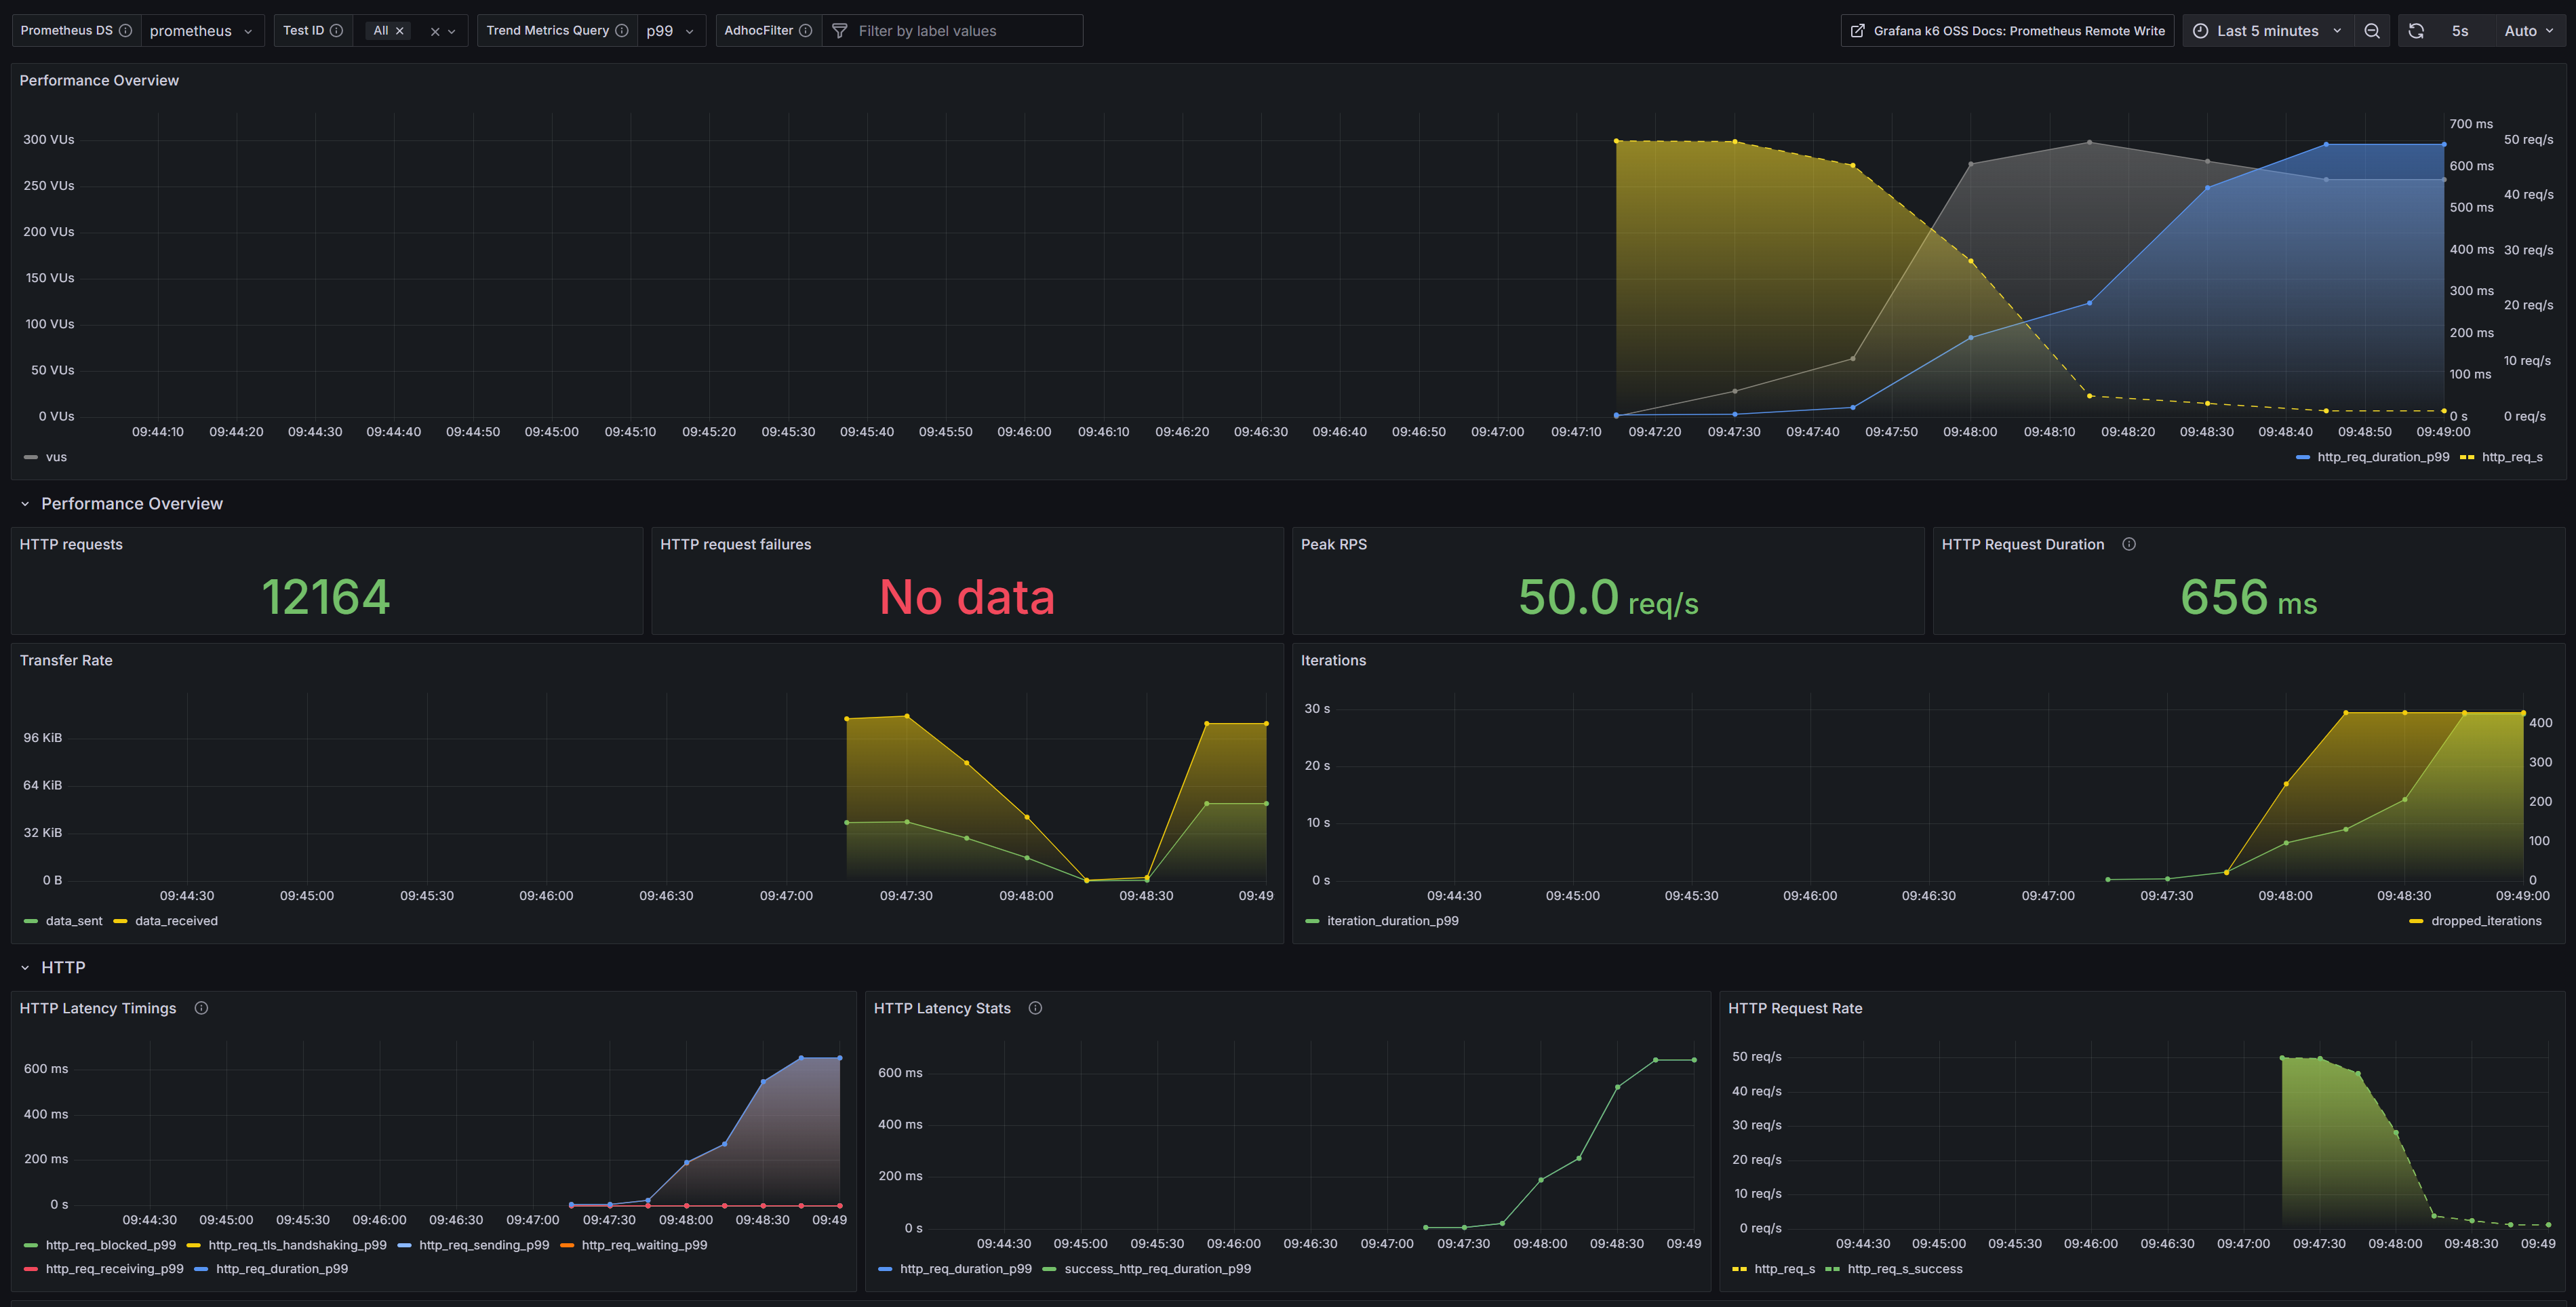 Prometheus DS prometheus Test ID All Trend Metrics Query p99 AdhocFilter Filter by label values Grafana k6 OSS Docs: Prometheus Remote Write Last 5 minutes 5s Auto
Performance Overview
700 ms
300 VUs 50 req/s
600 ms
250 VUs 40 req/s
500 ms
200 VUs 400 ms 30 req/s
150 VUs 300 ms
20 req/s
100 VUs 200 ms
50 VUs 10 req/s
100 ms
0 VUs 0 s 0 req/s
09:44:10 09:44:20 09:44:30 09:44:40 09:44:50 09:45:00 09:45:10 09:45:20 09:45:30 09:45:40 09:45:50 09:46:00 09:46:10 09:46:20 09:46:30 09:46:40 09:46:50 09:47:00 09:47:10 09:47:20 09:47:30 09:47:40 09:47:50 09:48:00 09:48:10 09:48:20 09:48:30 09:48:40 09:48:50 09:49:00
vus http_req_duration_p99 http_req_s
Performance Overview
HTTP requests HTTP request failures Peak RPS HTTP Request Duration
12164 No data 50.0 req/s 656 ms
Transfer Rate
96 KiB
64 KiB
32 KiB
0 B
09:44:30 09:45:00 09:45:30 09:46:00 09:46:30 09:47:00 09:47:30 09:48:00 09:48:30 09:49
data_sent data_received
Iterations
30 s
400
20 s 300
200
10 s
100
0 s 0
09:44:30 09:45:00 09:45:30 09:46:00 09:46:30 09:47:00 09:47:30 09:48:00 09:48:30 09:49:00
iteration_duration_p99 dropped_iterations
HTTP
HTTP Latency Timings
600 ms
400 ms
200 ms
0 s
09:44:30 09:45:00 09:45:30 09:46:00 09:46:30 09:47:00 09:47:30 09:48:00 09:48:30 09:49
http_req_blocked_p99 http_req_tls_handshaking_p99 http_req_sending_p99 http_req_waiting_p99
http_req_receiving_p99 http_req_duration_p99
HTTP Latency Stats
600 ms
400 ms
200 ms
0 s
09:44:30 09:45:00 09:45:30 09:46:00 09:46:30 09:47:00 09:47:30 09:48:00 09:48:30 09:49
http_req_duration_p99 success_http_req_duration_p99
HTTP Request Rate
50 req/s
40 req/s
30 req/s
20 req/s
10 req/s
0 req/s
09:44:30 09:45:00 09:45:30 09:46:00 09:46:30 09:47:00 09:47:30 09:48:00 09:48:30 09:49
http_req_s http_req_s_success